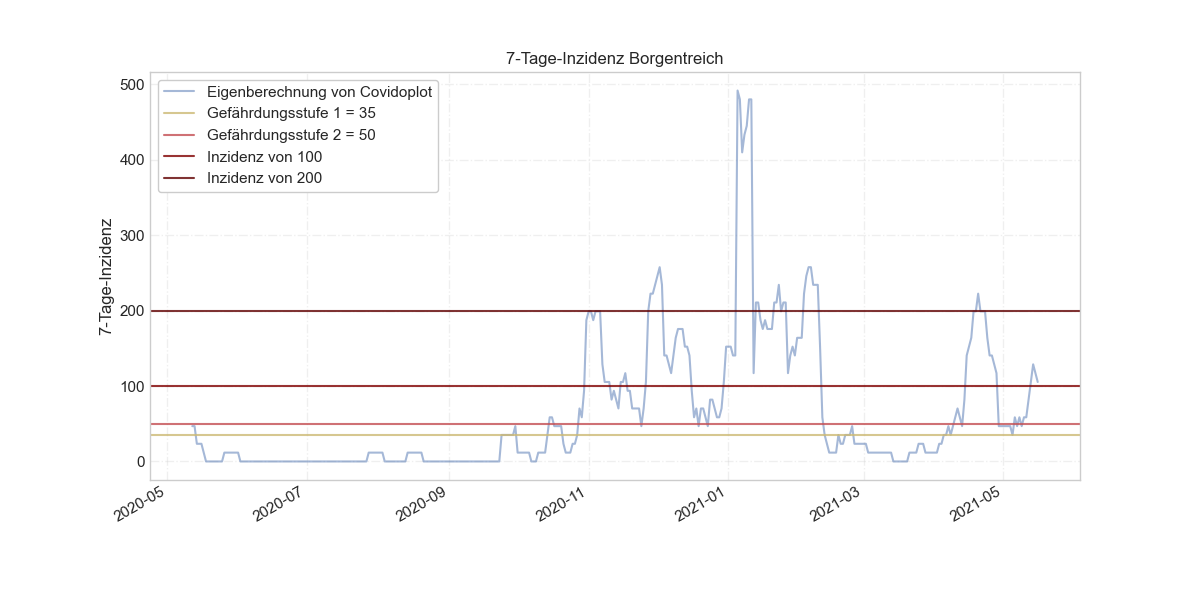 7-Tage-Inzidenz Borgentreich
Eigenberechnung von Covidoplot
Gefährdungsstufe 1 = 35
Gefährdungsstufe 2 = 50
Inzidenz von 100
Inzidenz von 200
7-Tage-Inzidenz
500
400
300
200
100
0
2020-05
2020-07
2020-09
2020-11
2021-01
2021-03
2021-05